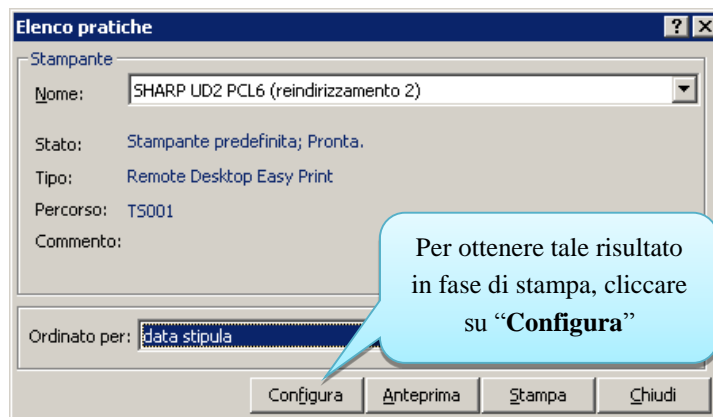 Elenco pratiche
Stampante
Nome: SHARP UD2 PCL6 (reindirizzamento 2)
Stato: Stampante predefinita; Pronta.
Tipo: Remote Desktop Easy Print
Percorso: TS001
Commento:
Per ottenere tale risultato
in fase di stampa, cliccare
su “Configura”
Ordinato per: data stipula
Configura Anteprima Stampa Chiudi